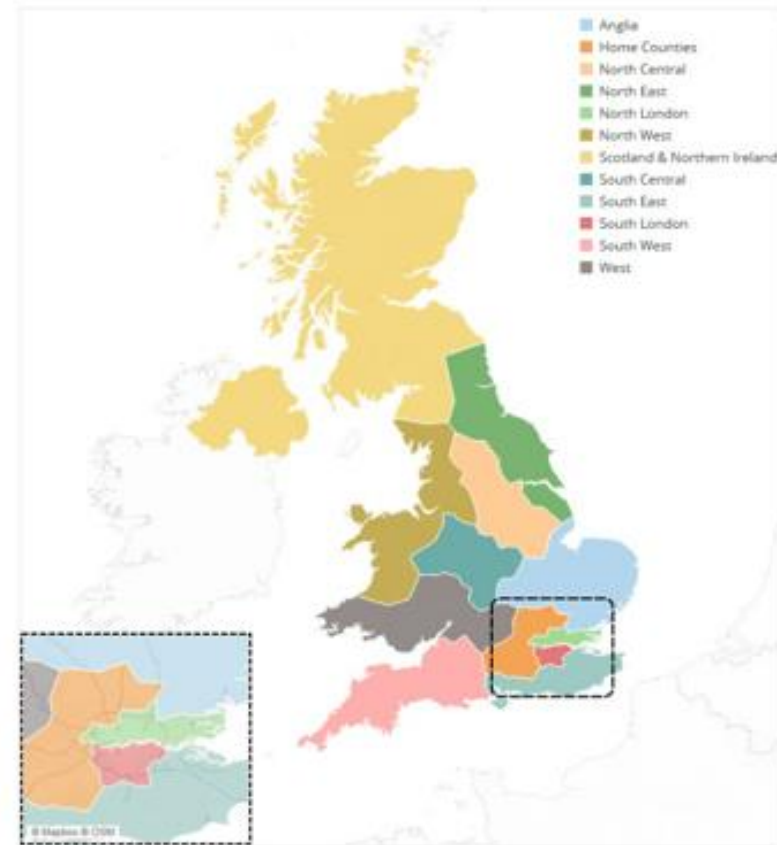 Anglia
Home Counties
North Central
North East
North London
North West
Scotland & Northern Ireland
South Central
South East
South London
South West
West
© Mapbox © OSM